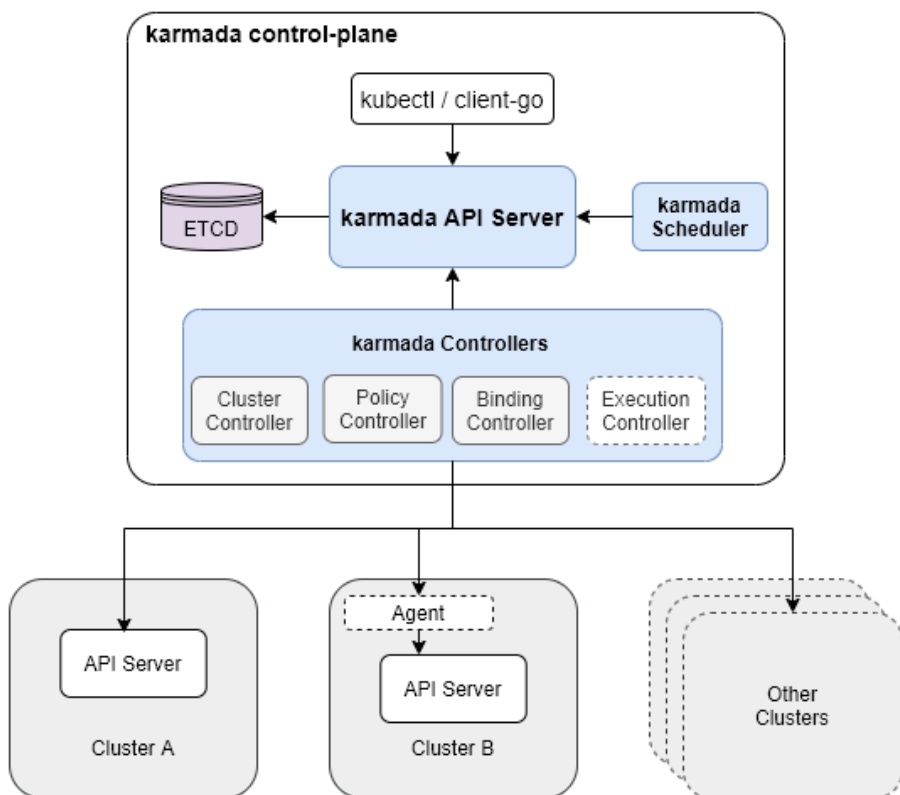 karmada control-plane
kubectl / client-go
karmada API Server
ETCD
karmada
Scheduler
karmada Controllers
Cluster
Controller
Policy
Controller
Binding
Controller
Execution
Controller
API Server
Cluster A
Agent
API Server
Cluster B
Other
Clusters